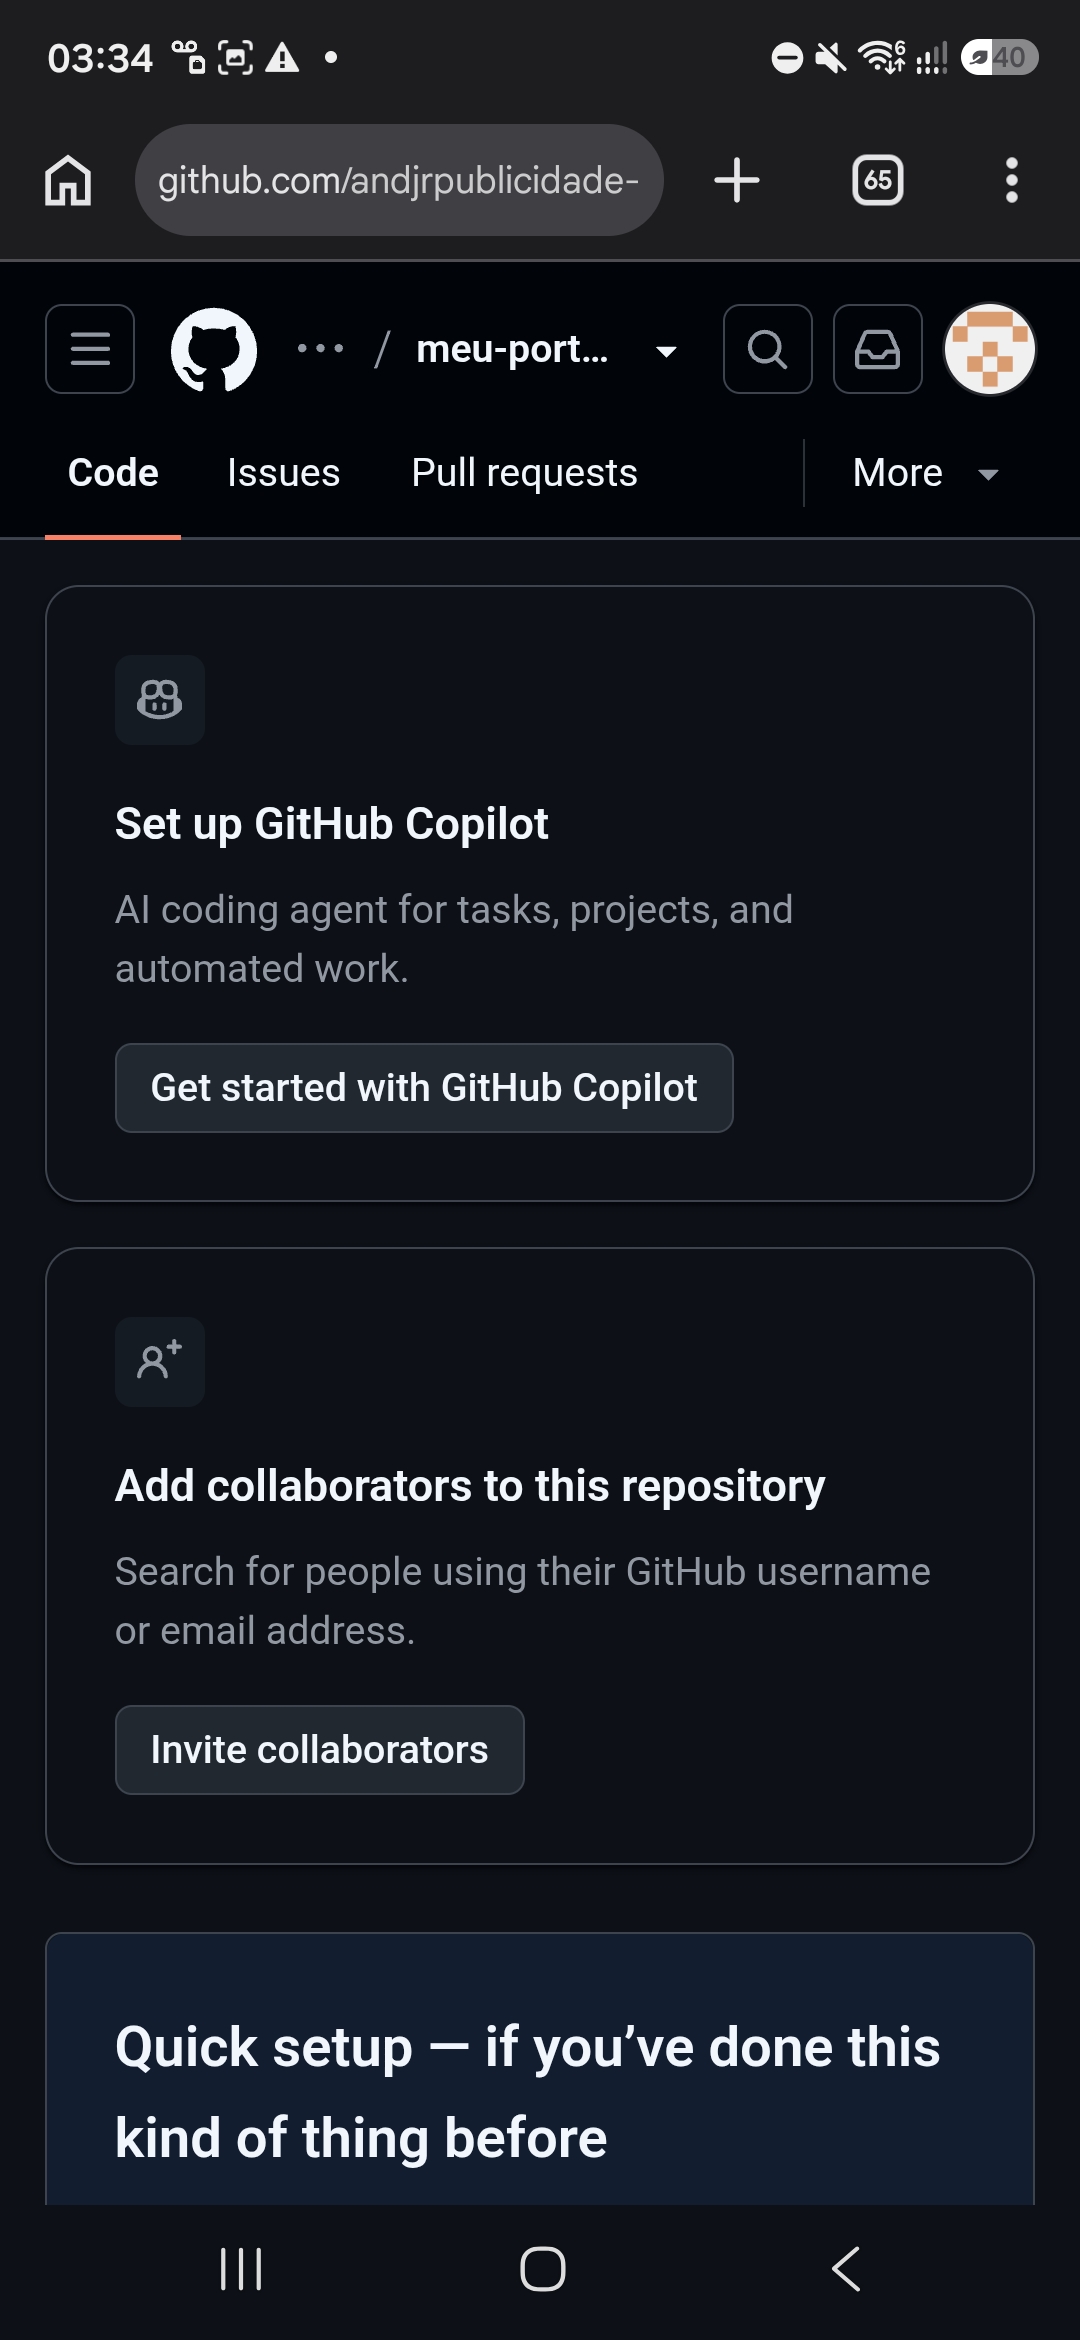 03:34
6
40
github.com/andjrpublicidade-
65
... / meu-port...
Code
Issues
Pull requests
More
Set up GitHub Copilot
AI coding agent for tasks, projects, and
automated work.
Get started with GitHub Copilot
Add collaborators to this repository
Search for people using their GitHub username
or email address.
Invite collaborators
Quick setup — if you’ve done this
kind of thing before